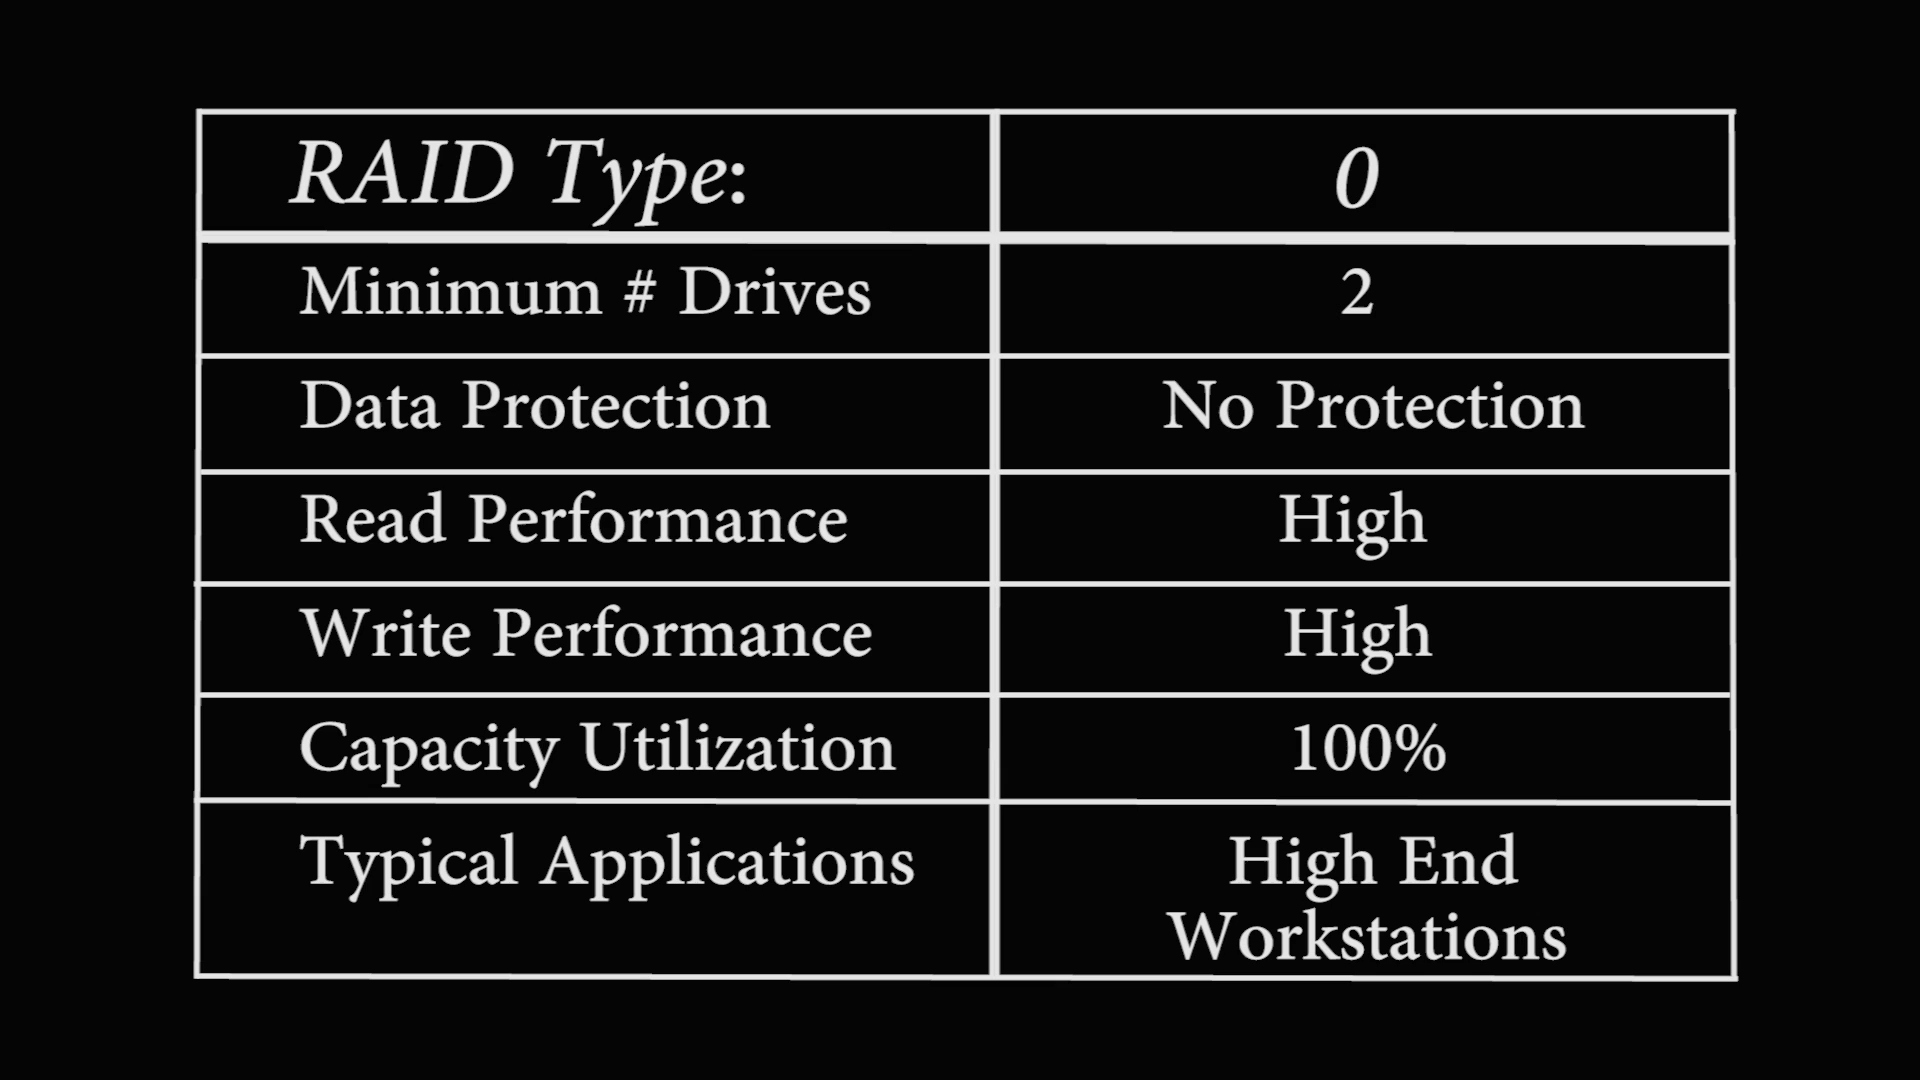 RAID Type: 0
Minimum # Drives 2
Data Protection No Protection
Read Performance High
Write Performance High
Capacity Utilization 100%
Typical Applications High End
Workstations